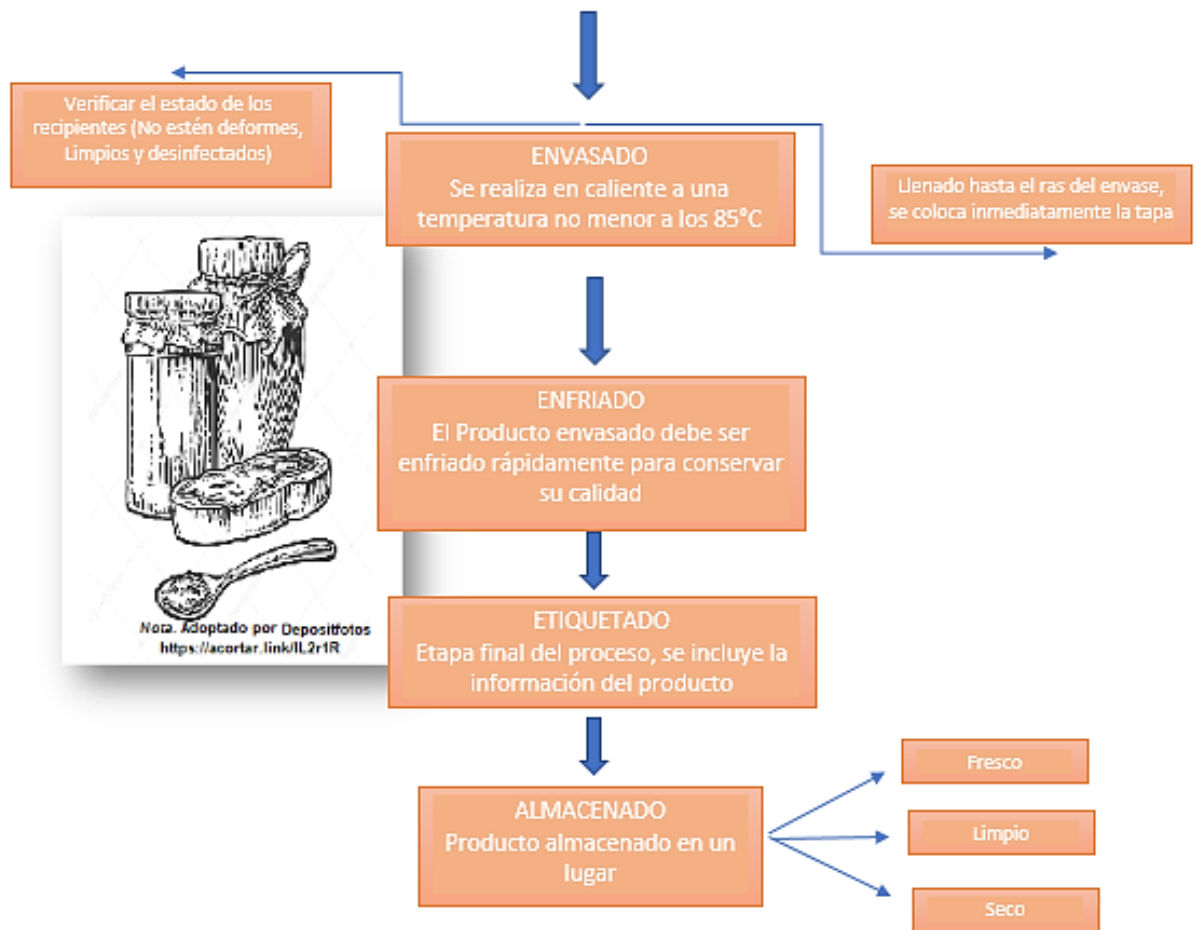 Verificar el estado de los
recipientes (No estén deformes,
Limpios y desinfectados)
ENVASADO
Se realiza en caliente a una
temperatura no menor a los 85°C
Llenado hasta el ras del envase,
se coloca inmediatamente la tapa
ENFRIADO
El Producto envasado debe ser
enfriado rápidamente para conservar
su calidad
Nota. Adoptado por Depositfotos
https://acortar.link/IL2r1R
ETIQUETADO
Etapa final del proceso, se incluye la
información del producto
ALMACENADO
Producto almacenado en un
lugar
Fresco
Limpio
Seco